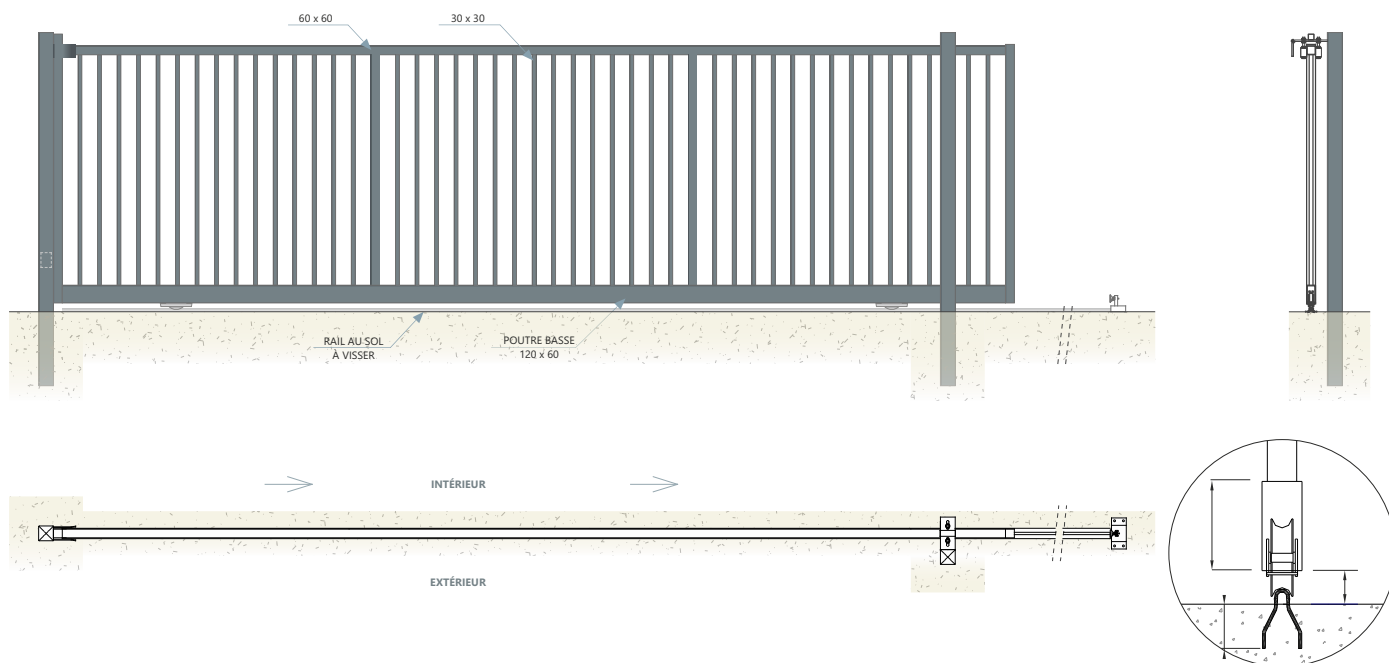 60 x 60
30 x 30
RAIL AU SOL
À VISSER
POUTRE BASSE
120 x 60
INTÉRIEUR
EXTÉRIEUR